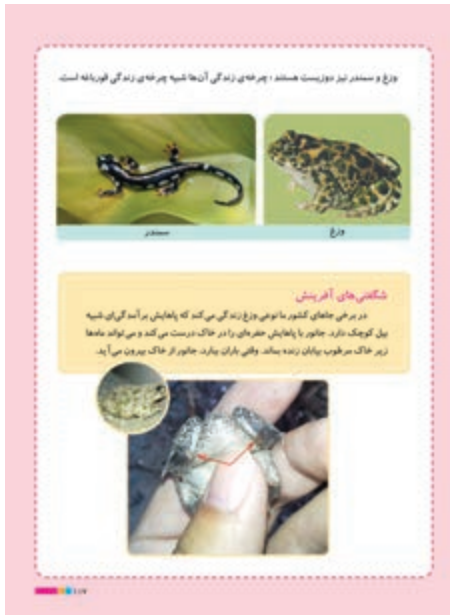 وزغ و سمندر نیز دوزیست هستند؛ چرخه‌ی زندگی آن‌ها شبیه چرخه‌ی زندگی قورباغه است.
وزغ
سمندر
شگفتی‌های آفرینش
در برخی جاهای کشور ما نوعی وزغ زندگی می‌کند که پاهایش برآمدگی‌ای شبیه
بیل کوچک دارد. جانور با پاهایش حفره‌ای را در خاک درست می‌کند و می‌تواند ماه‌ها
زیر خاک مرطوب بیابان زنده بماند. وقتی باران ببارد، جانور از خاک بیرون می‌آید.